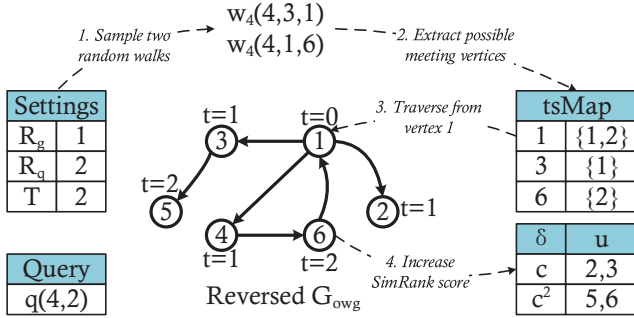 w₄(4,3,1)
w₄(4,1,6)
1. Sample two
random walks
2. Extract possible
meeting vertices
Settings
R_g 1
R_q 2
T 2
Query
q(4,2)
t=1
3
t=0
1
t=2
5
2
t=1
4
t=1
6
t=2
Reversed G_owg
3. Traverse from
vertex 1
4. Increase
SimRank score
tsMap
1 {1,2}
3 {1}
6 {2}
δ u
c 2,3
c² 5,6